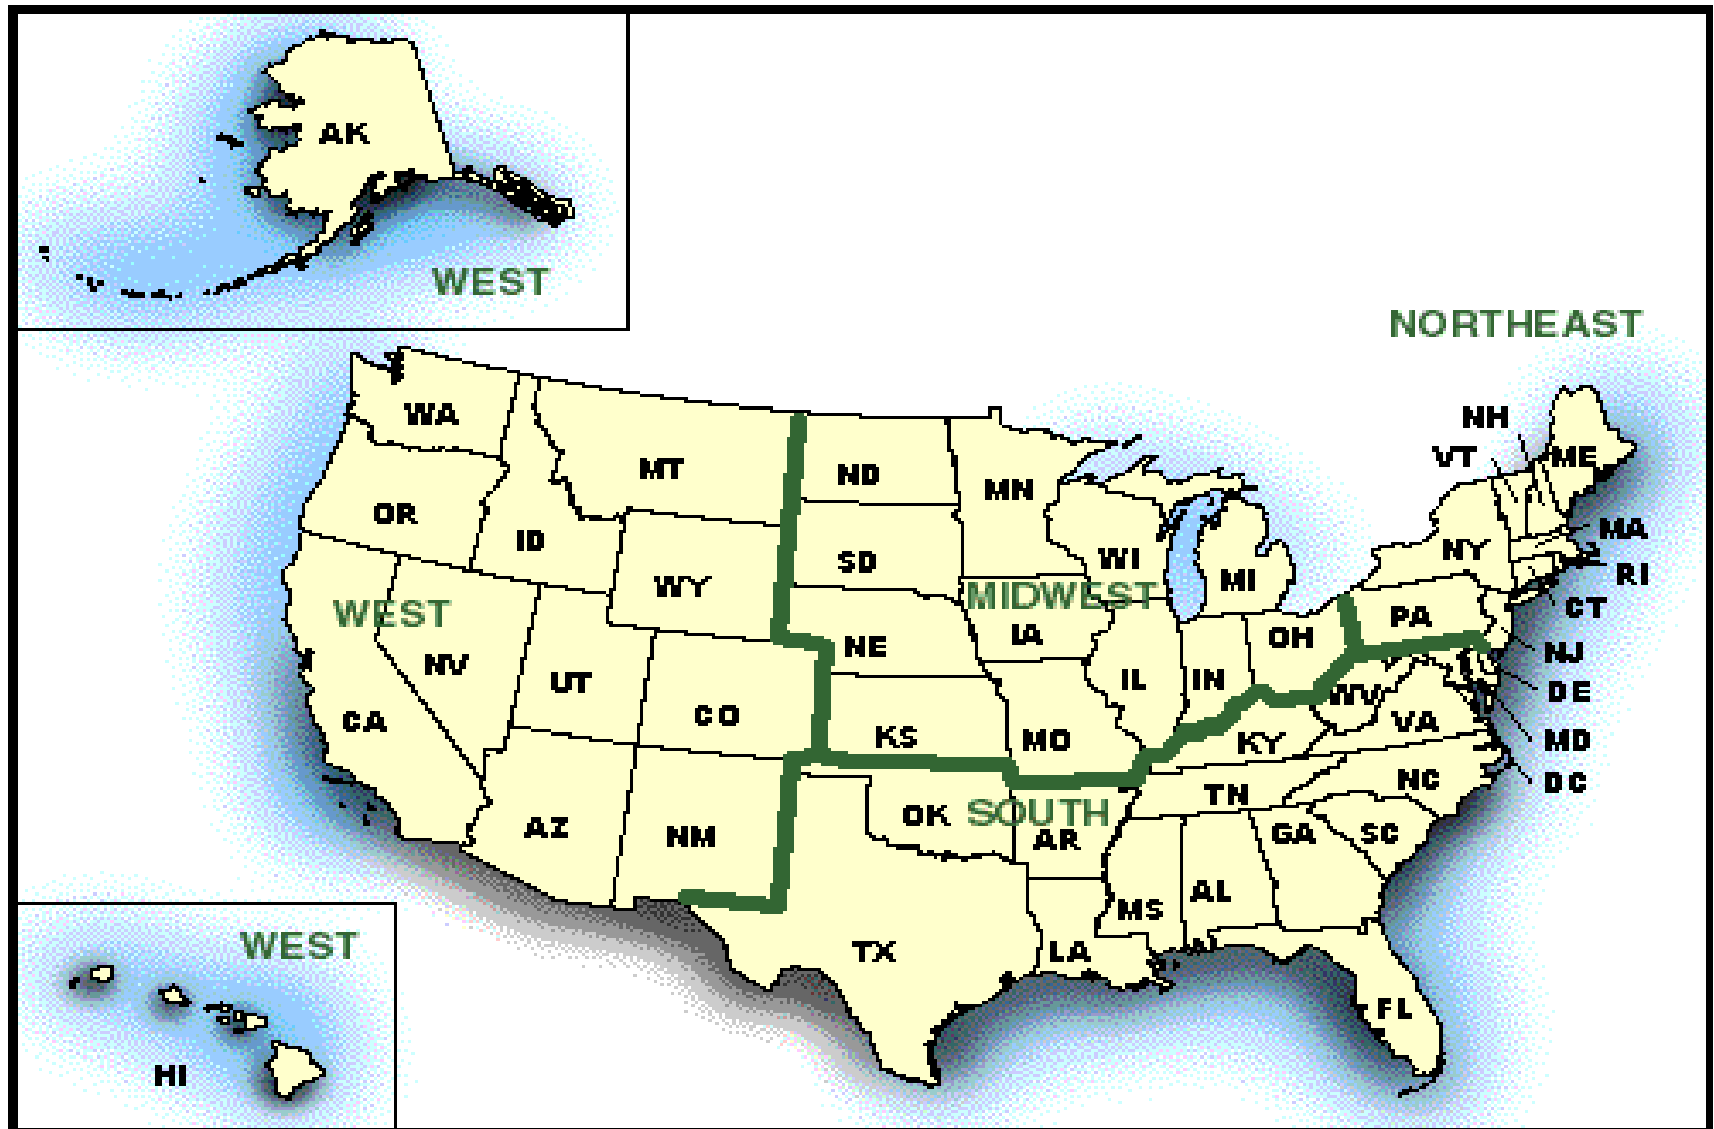 AK
WEST
NORTHEAST
WA
MT
ND
MN
OR
ID
WY
SD
WI
MI
NY
VT
NH
ME
MA
RI
CT
NJ
DE
MD
DC
WEST
MIDWEST
NV
UT
CO
NE
IA
IL
IN
OH
PA
CA
KS
MO
KY
WV
VA
AZ
NM
OK
SOUTH
AR
TN
NC
SC
GA
AL
MS
LA
TX
AL
FL
WEST
HI